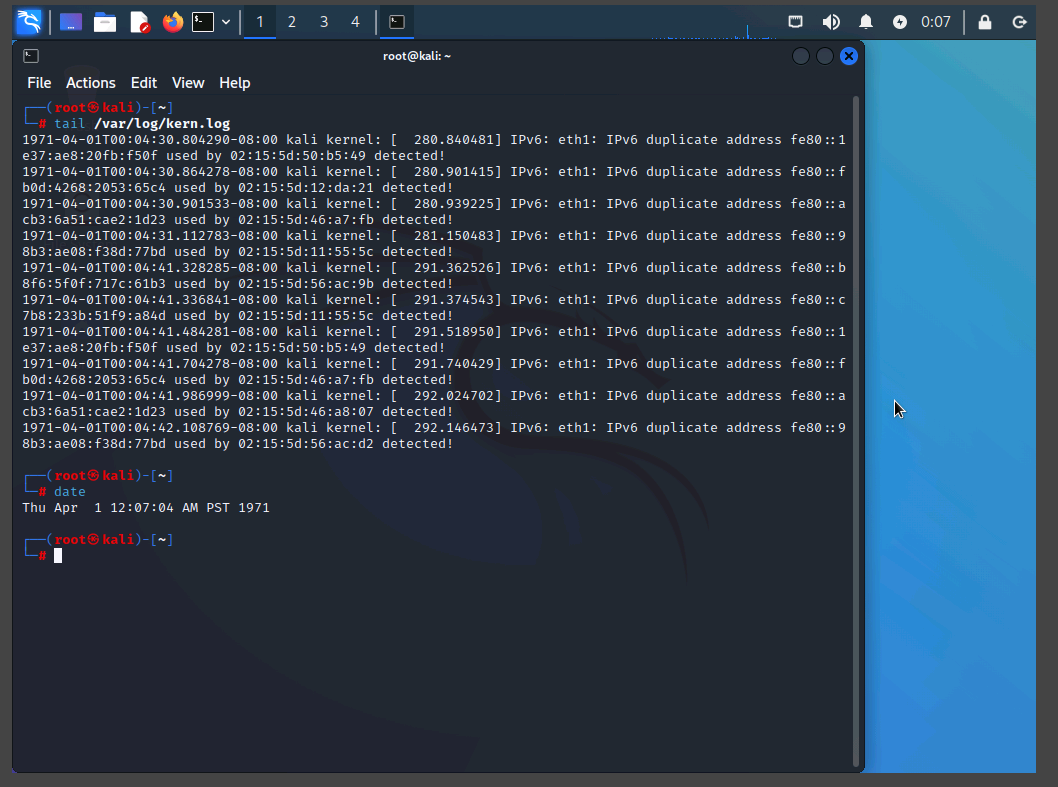 1 2 3 4 0:07
root@kali: ~
File Actions Edit View Help
┌──(root㉿kali)-[~]
└─# tail /var/log/kern.log
1971-04-01T00:04:30.804290-08:00 kali kernel: [  280.840481] IPv6: eth1: IPv6 duplicate address fe80::1
e37:ae8:20fb:f50f used by 02:15:5d:50:b5:49 detected!
1971-04-01T00:04:30.864278-08:00 kali kernel: [  280.901415] IPv6: eth1: IPv6 duplicate address fe80::f
b0d:4268:2053:65c4 used by 02:15:5d:12:da:21 detected!
1971-04-01T00:04:30.901533-08:00 kali kernel: [  280.939225] IPv6: eth1: IPv6 duplicate address fe80::a
cb3:6a51:cae2:1d23 used by 02:15:5d:46:a7:fb detected!
1971-04-01T00:04:31.112783-08:00 kali kernel: [  281.150483] IPv6: eth1: IPv6 duplicate address fe80::9
8b3:ae08:f38d:77bd used by 02:15:5d:11:55:5c detected!
1971-04-01T00:04:41.328285-08:00 kali kernel: [  291.362526] IPv6: eth1: IPv6 duplicate address fe80::b
8f6:5f0f:717c:61b3 used by 02:15:5d:56:ac:9b detected!
1971-04-01T00:04:41.336841-08:00 kali kernel: [  291.374543] IPv6: eth1: IPv6 duplicate address fe80::c
7b8:233b:51f9:a84d used by 02:15:5d:11:55:5c detected!
1971-04-01T00:04:41.484281-08:00 kali kernel: [  291.518950] IPv6: eth1: IPv6 duplicate address fe80::1
e37:ae8:20fb:f50f used by 02:15:5d:50:b5:49 detected!
1971-04-01T00:04:41.704278-08:00 kali kernel: [  291.740429] IPv6: eth1: IPv6 duplicate address fe80::f
b0d:4268:2053:65c4 used by 02:15:5d:46:a7:fb detected!
1971-04-01T00:04:41.986999-08:00 kali kernel: [  292.024702] IPv6: eth1: IPv6 duplicate address fe80::a
cb3:6a51:cae2:1d23 used by 02:15:5d:46:a8:07 detected!
1971-04-01T00:04:42.108769-08:00 kali kernel: [  292.146473] IPv6: eth1: IPv6 duplicate address fe80::9
8b3:ae08:f38d:77bd used by 02:15:5d:56:ac:d2 detected!
┌──(root㉿kali)-[~]
└─# date
Thu Apr  1 12:07:04 AM PST 1971
┌──(root㉿kali)-[~]
└─#